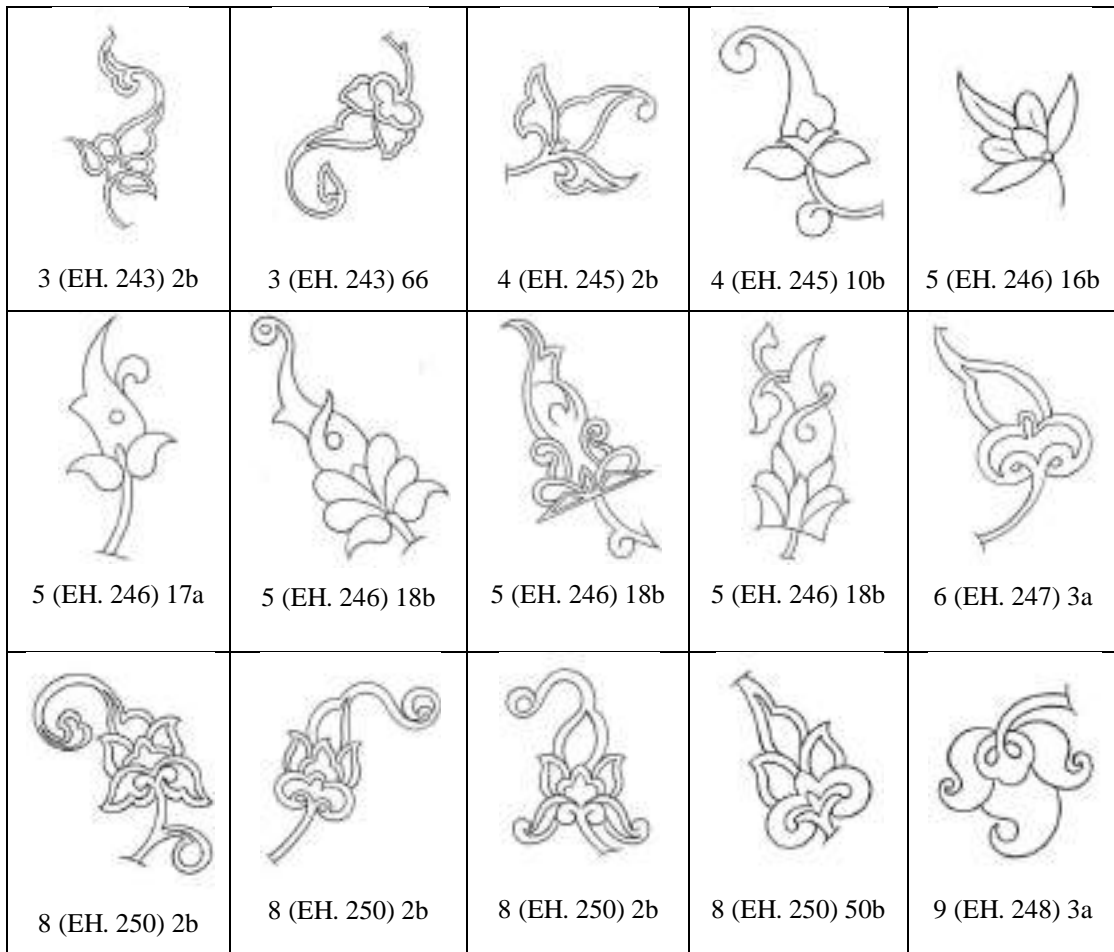 3 (EH. 243) 2b
3 (EH. 243) 66
4 (EH. 245) 2b
4 (EH. 245) 10b
5 (EH. 246) 16b
5 (EH. 246) 17a
5 (EH. 246) 18b
5 (EH. 246) 18b
5 (EH. 246) 18b
6 (EH. 247) 3a
8 (EH. 250) 2b
8 (EH. 250) 2b
8 (EH. 250) 2b
8 (EH. 250) 50b
9 (EH. 248) 3a